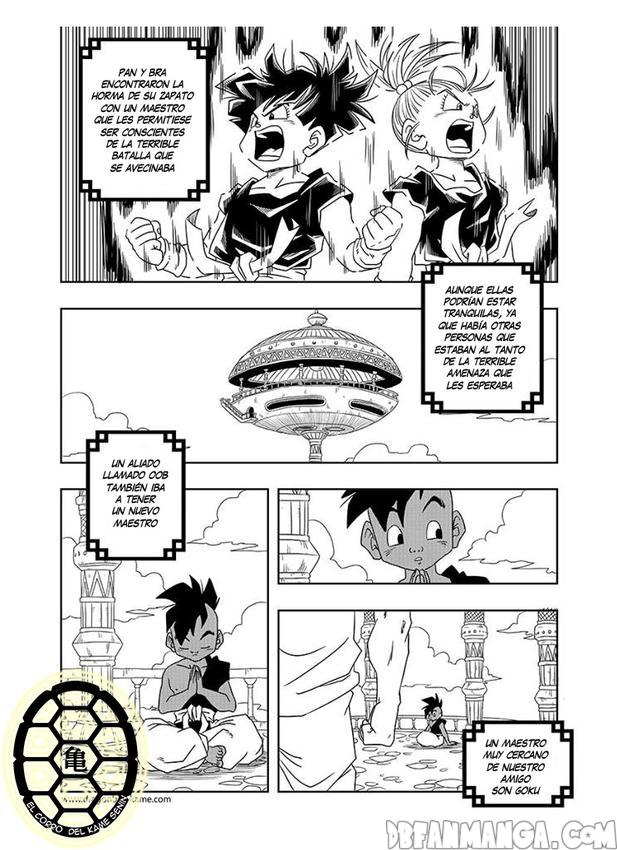 PAN Y BRA
ENCONTRARON LA
HORMA DE SU ZAPATO
CON UN MAESTRO
QUE LES PERMITIESE
SER CONSCIENTES
DE LA TERRIBLE
BATALLA QUE
SE AVECINABA
AUNQUE ELLAS
PODRÍAN ESTAR
TRANQUILAS, YA
QUE HABÍA OTRAS
PERSONAS QUE
ESTABAN AL TANTO
DE LA TERRIBLE
AMENAZA QUE
LES ESPERABA
UN ALIADO
LLAMADO OOB
TAMBIÉN IBA
A TENER
UN NUEVO
MAESTRO
UN MAESTRO
MUY CERCANO
DE NUESTRO
AMIGO
SON GOKU
亀
EL CORRO DEL KAME SENIN
DBFANMANGA.COM